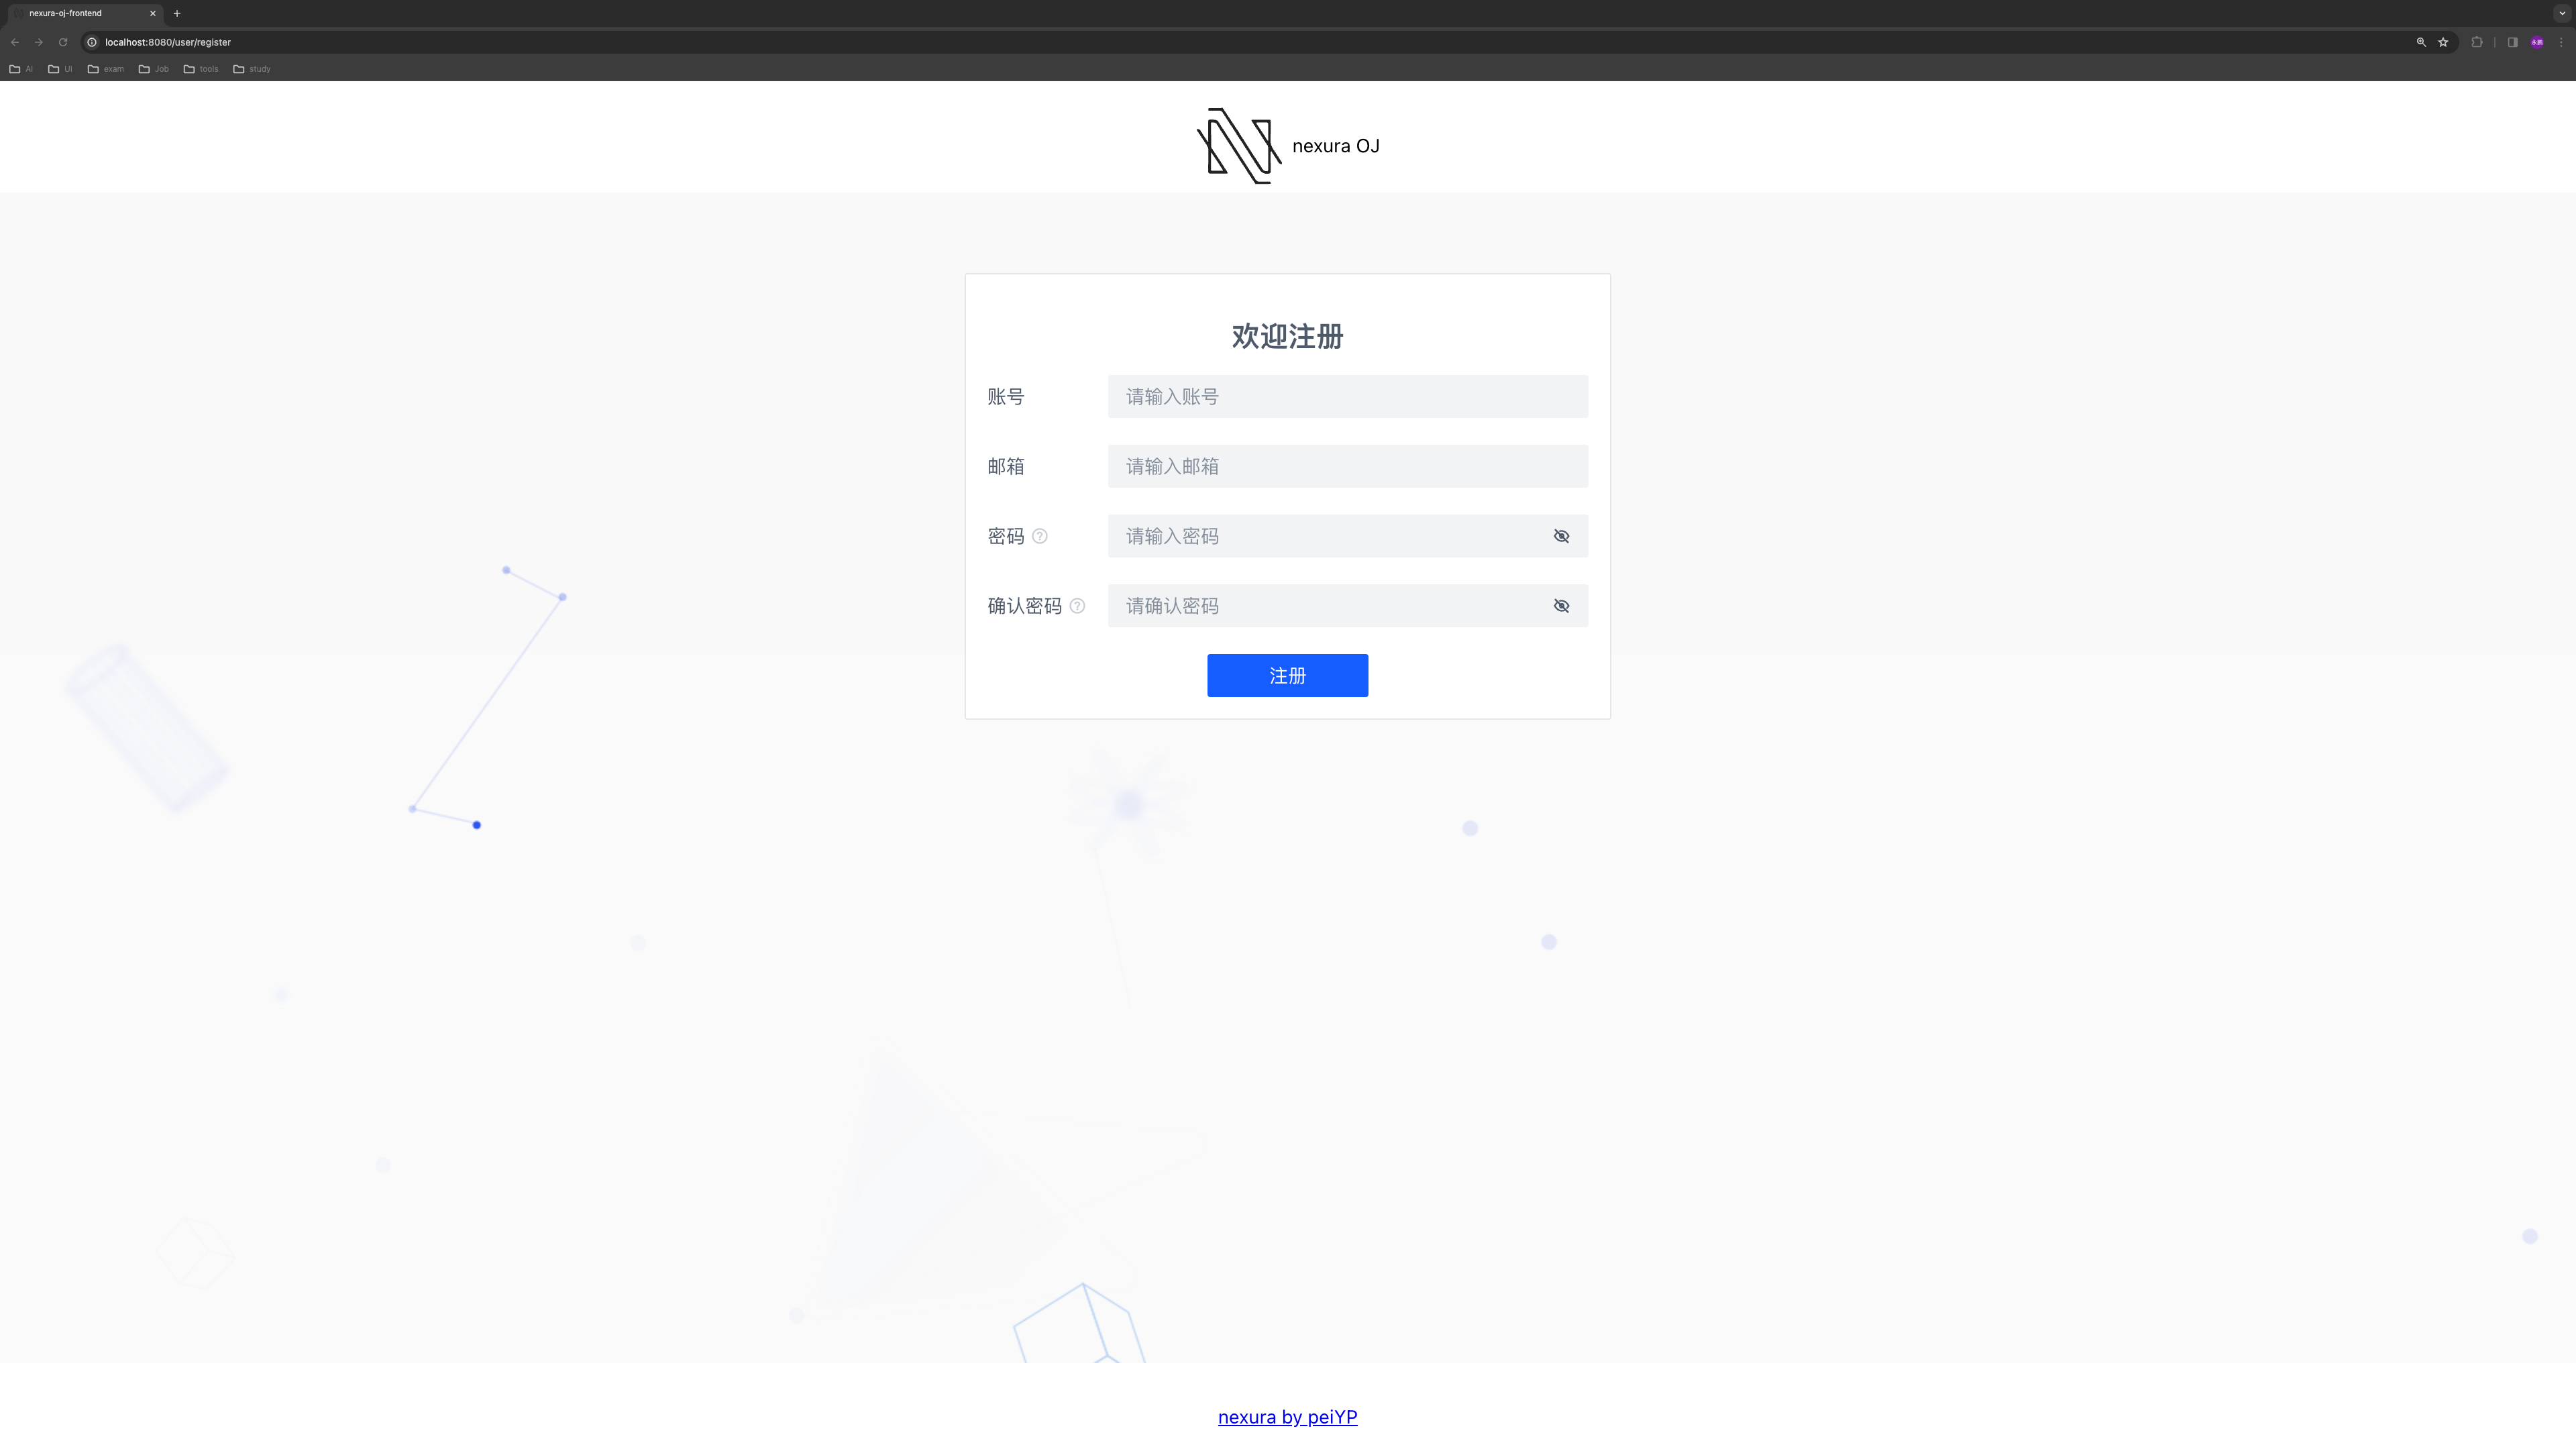 nexura-oj-frontend
localhost:8080/user/register
AI UI exam Job tools study
nexura OJ
欢迎注册
账号 请输入账号
邮箱 请输入邮箱
密码 ? 请输入密码
确认密码 ? 请确认密码
注册
nexura by peiYP